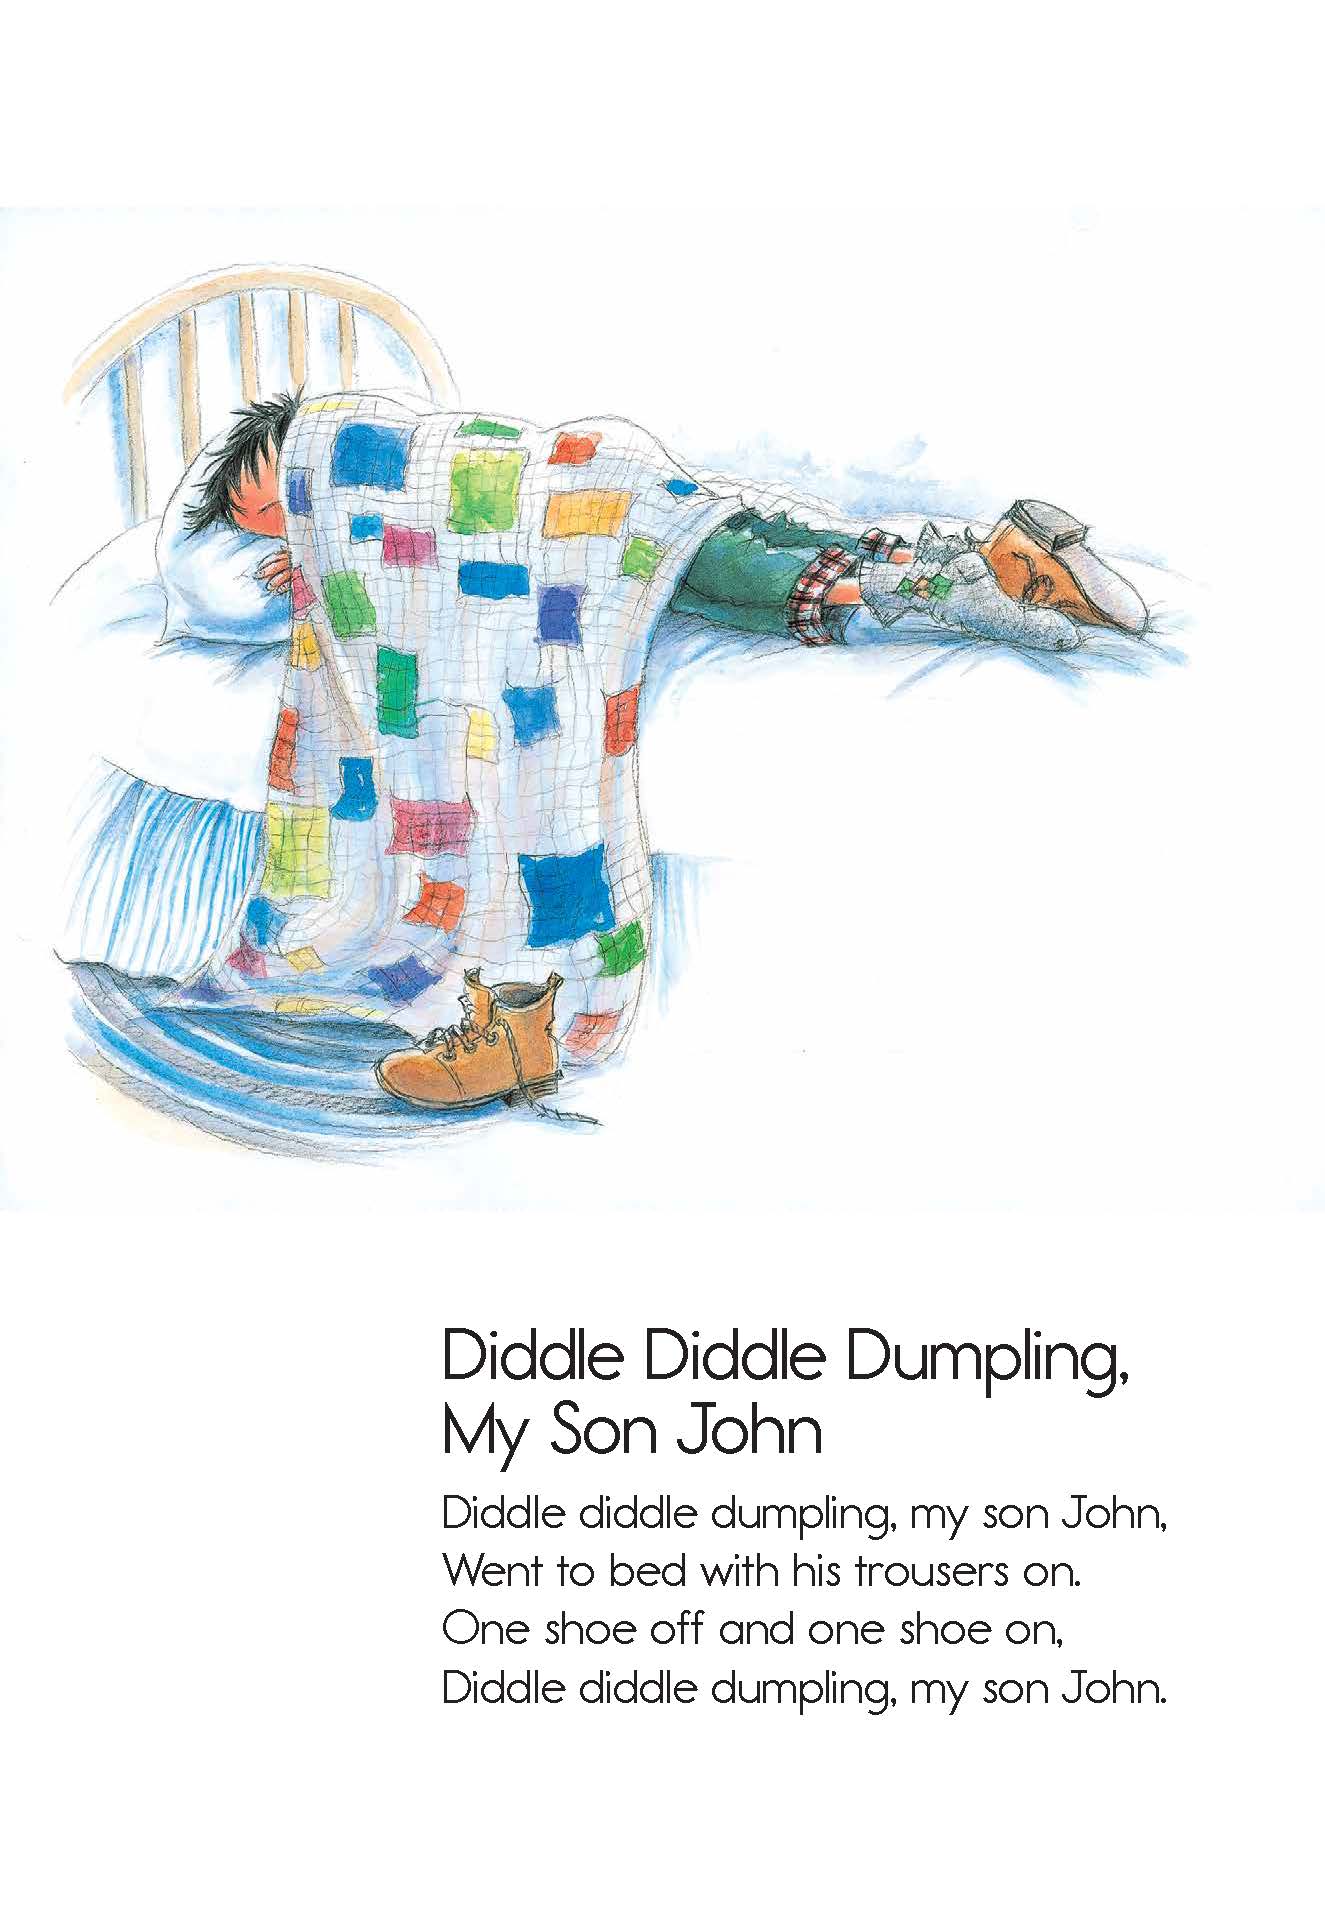 Diddle Diddle Dumpling,
My Son John
Diddle diddle dumpling, my son John,
Went to bed with his trousers on.
One shoe off and one shoe on,
Diddle diddle dumpling, my son John.